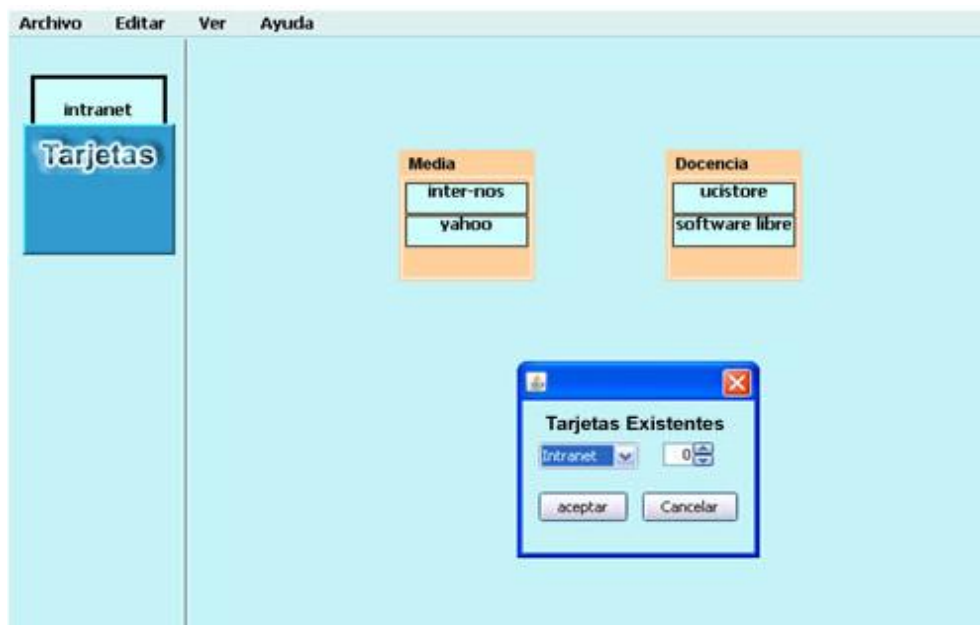 Archivo Editar Ver Ayuda
intranet
Tarjetas
Media
inter-nos
yahoo
Docencia
ucistore
software libre
Tarjetas Existentes
Intranet 0
aceptar Cancelar